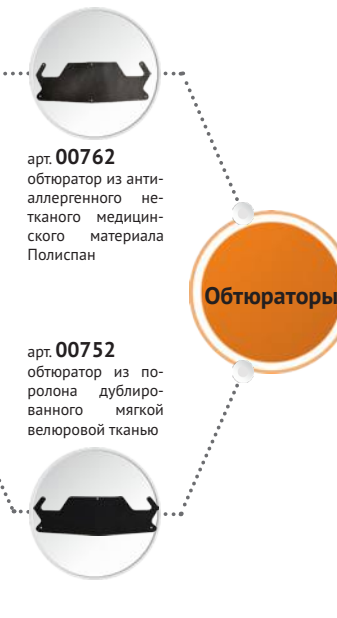 арт. 00762
обтюратор из анти-
аллергенного не-
тканого медицин-
ского материала
Полиспан
Обтюраторы
арт. 00752
обтюратор из по-
ролона дублиро-
ванного мягкой
велюровой тканью